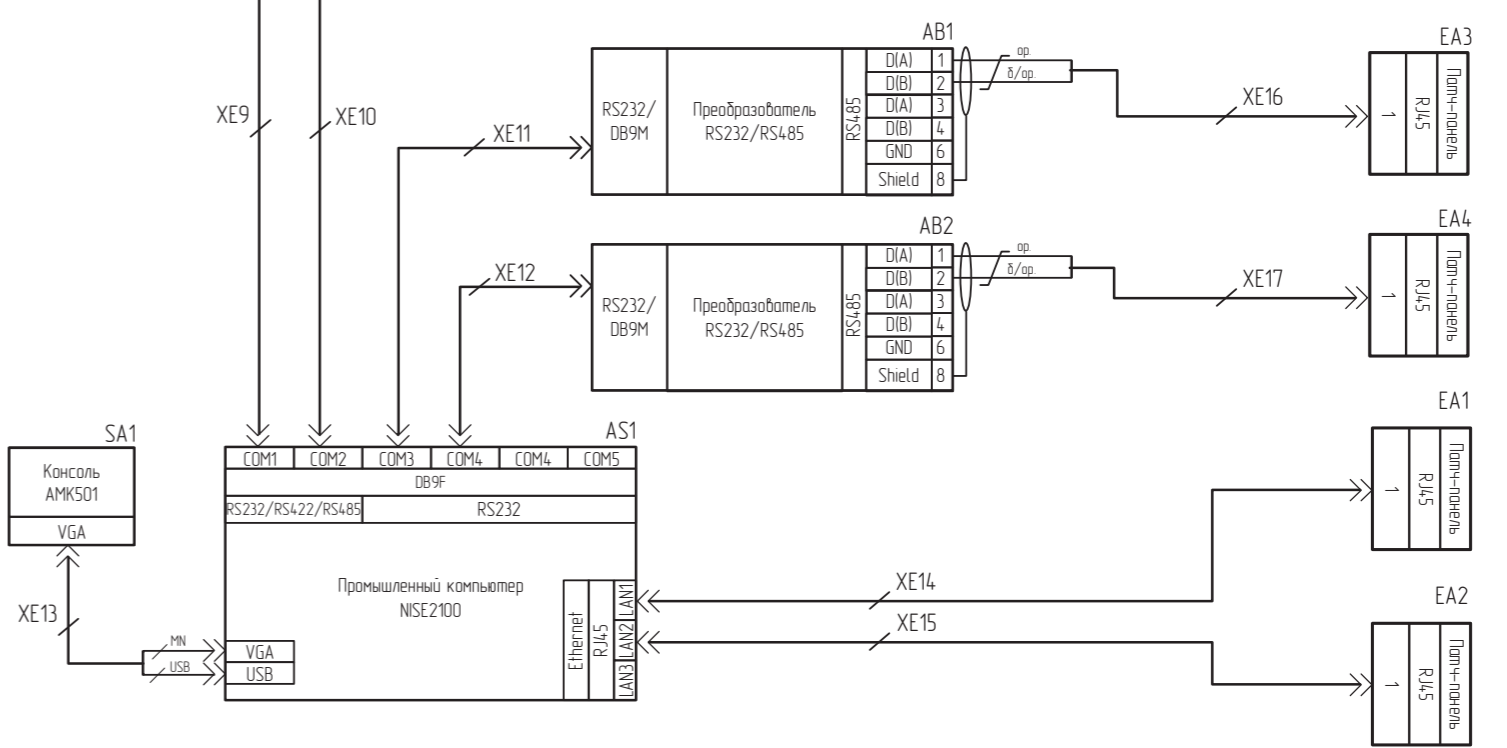 AB1
RS232/
DB9M
Преобразователь
RS232/RS485
RS485
D(A) 1
D(B) 2
D(A) 3
D(B) 4
GND 6
Shield 8
ор.
б/ор.
XE16
EA3
1
RJ45
Патч-панель
XE9
XE10
XE11
AB2
RS232/
DB9M
Преобразователь
RS232/RS485
RS485
D(A) 1
D(B) 2
D(A) 3
D(B) 4
GND 6
Shield 8
ор.
б/ор.
XE17
EA4
1
RJ45
Патч-панель
XE12
SA1
Консоль
AMK501
VGA
XE13
MN
USB
AS1
COM1 COM2 COM3 COM4 COM4 COM5
DB9F
RS232/RS422/RS485 RS232
Промышленный компьютер
NISE2100
VGA
USB
Ethernet
RJ45
LAN1
LAN2
LAN3
XE14
XE15
EA1
1
RJ45
Патч-панель
EA2
1
RJ45
Патч-панель